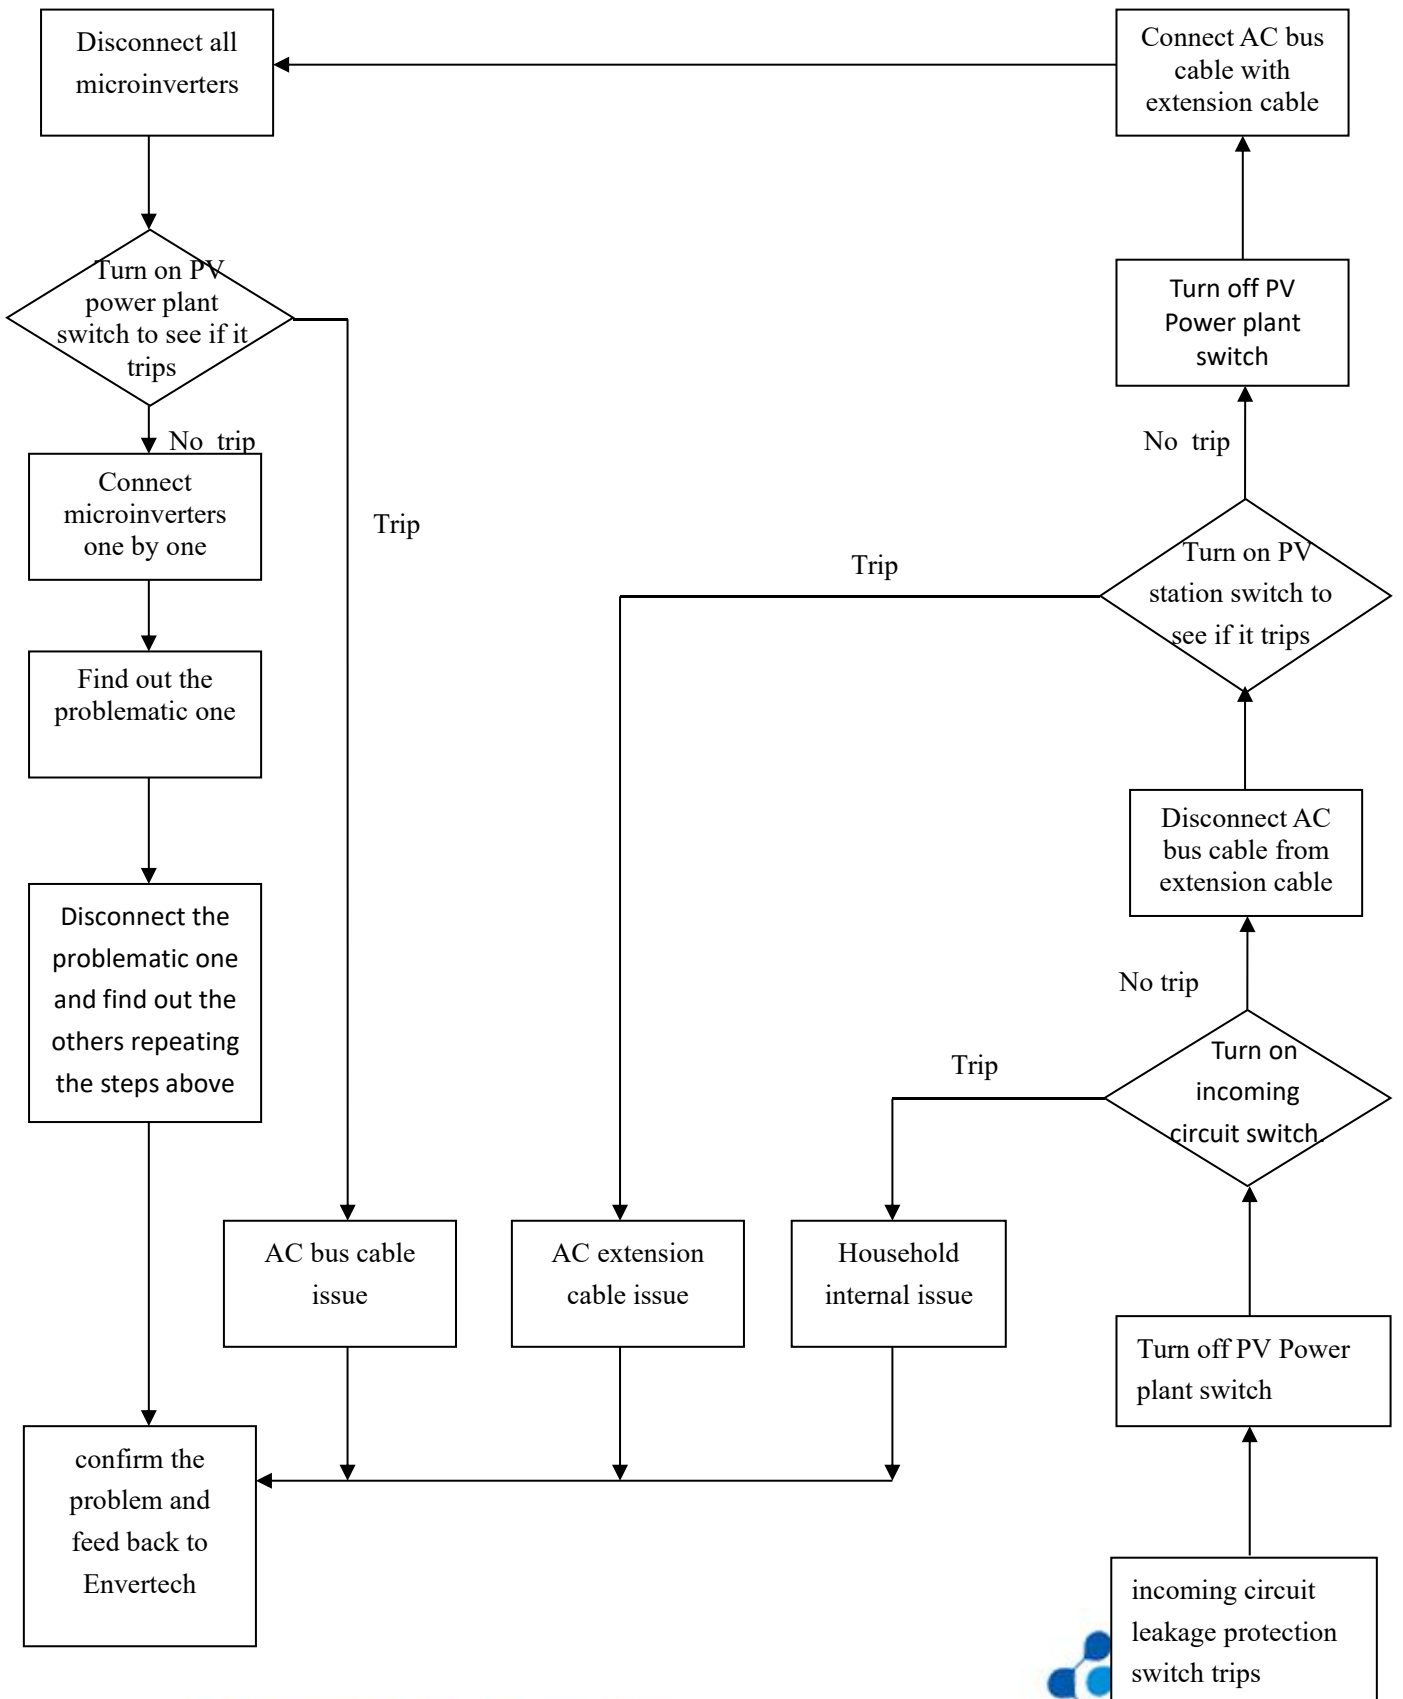 Disconnect all
microinverters
Connect AC bus
cable with
extension cable
Turn on PV
power plant
switch to see if it
trips
Turn off PV
Power plant
switch
No trip
Connect
microinverters
one by one
Trip
No trip
Trip
Turn on PV
station switch to
see if it trips
Find out the
problematic one
Disconnect AC
bus cable from
extension cable
Disconnect the
problematic one
and find out the
others repeating
the steps above
No trip
Trip
Turn on
incoming
circuit switch.
AC bus cable
issue
AC extension
cable issue
Household
internal issue
Turn off PV Power
plant switch
confirm the
problem and
feed back to
Envertech
incoming circuit
leakage protection
switch trips